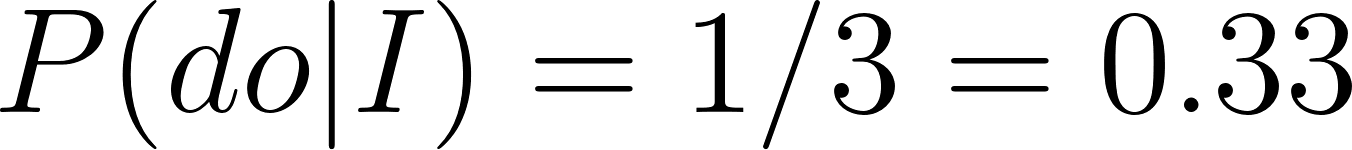 P(do|I) = 1/3 = 0.33